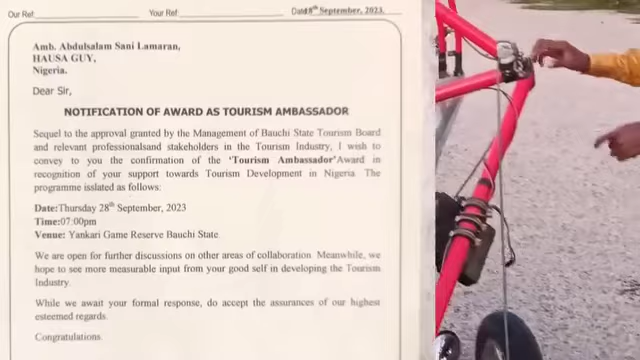 Our Ref: Your Ref: Date 18th September, 2023.
Amb. Abdulsalam Sani Lamaran,
HAUSA GUY,
Nigeria.
Dear Sir,
NOTIFICATION OF AWARD AS TOURISM AMBASSADOR
Sequel to the approval granted by the Management of Bauchi State Tourism Board
and relevant professionalsand stakeholders in the Tourism Industry, I wish to
convey to you the confirmation of the 'Tourism Ambassador'Award in
recognition of your support towards Tourism Development in Nigeria. The
programme isslated as follows:
Date:Thursday 28th September, 2023
Time:07:00pm
Venue: Yankari Game Reserve Bauchi State.
We are open for further discussions on other areas of collaboration. Meanwhile, we
hope to see more measurable input from your good self in developing the Tourism
Industry.
While we await your formal response, do accept the assurances of our highest
esteemed regards.
Congratulations.